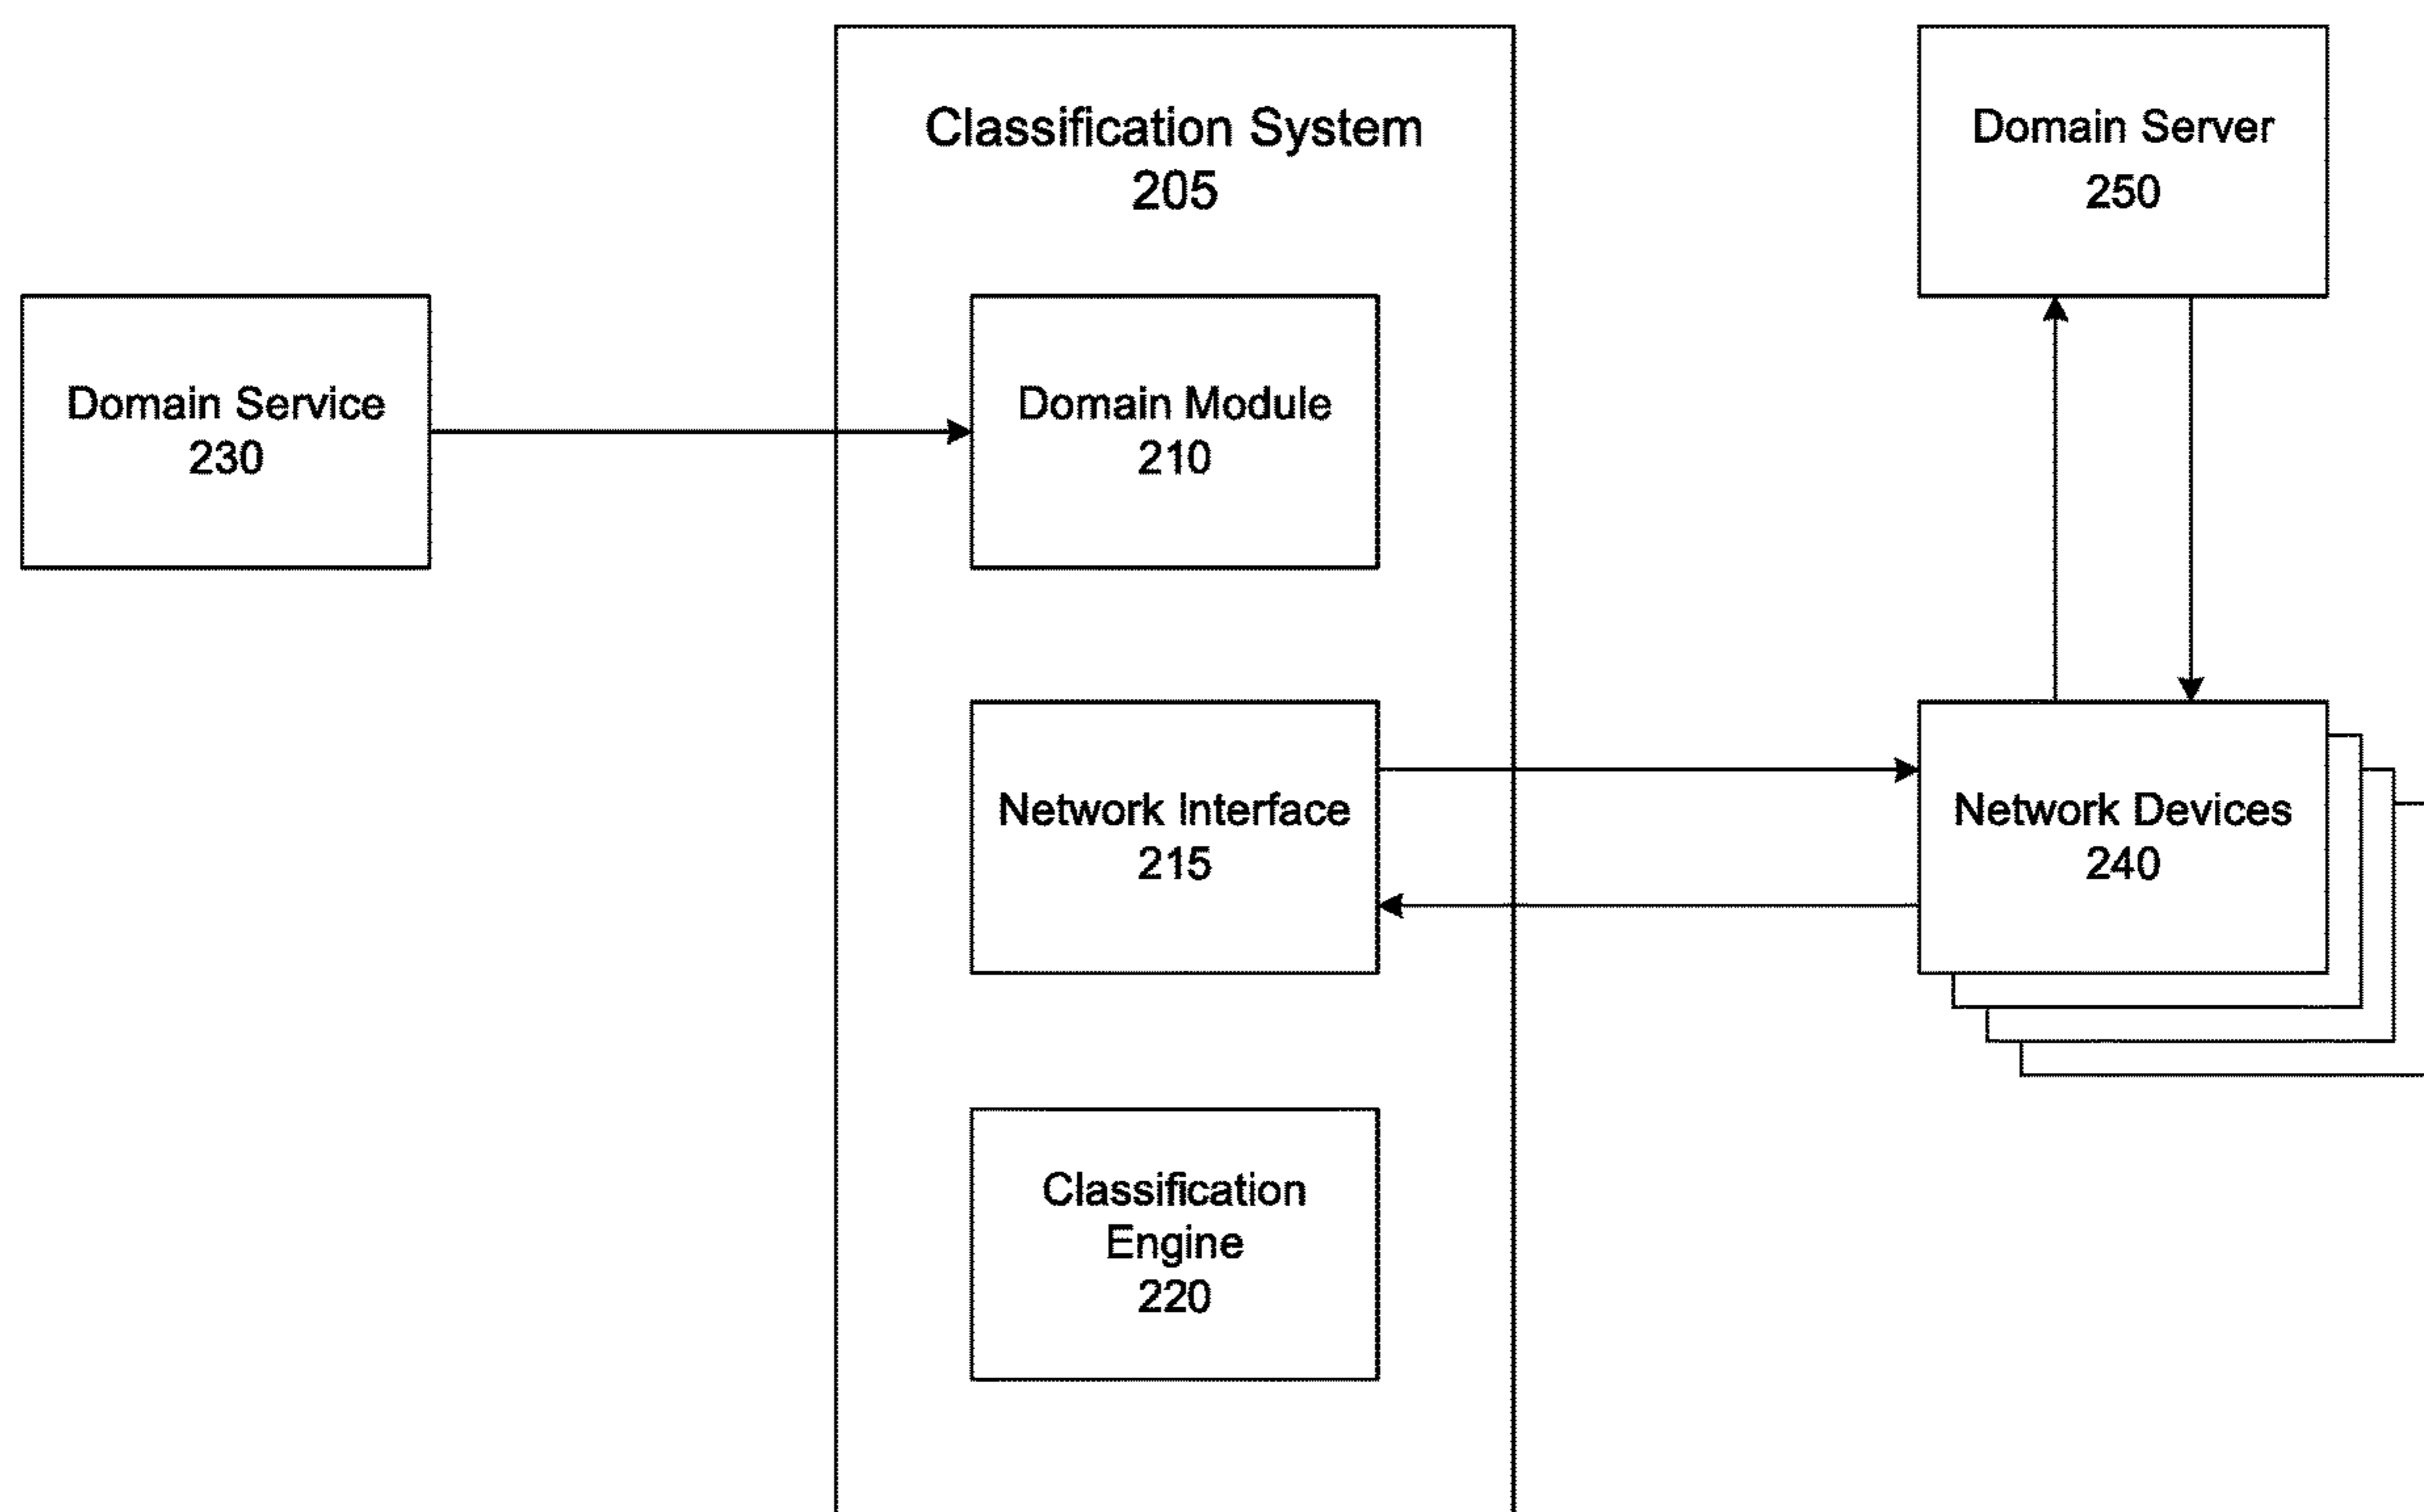 Classification System
205
Domain Server
250
Domain Service
230
Domain Module
210
Network Interface
215
Network Devices
240
Classification
Engine
220